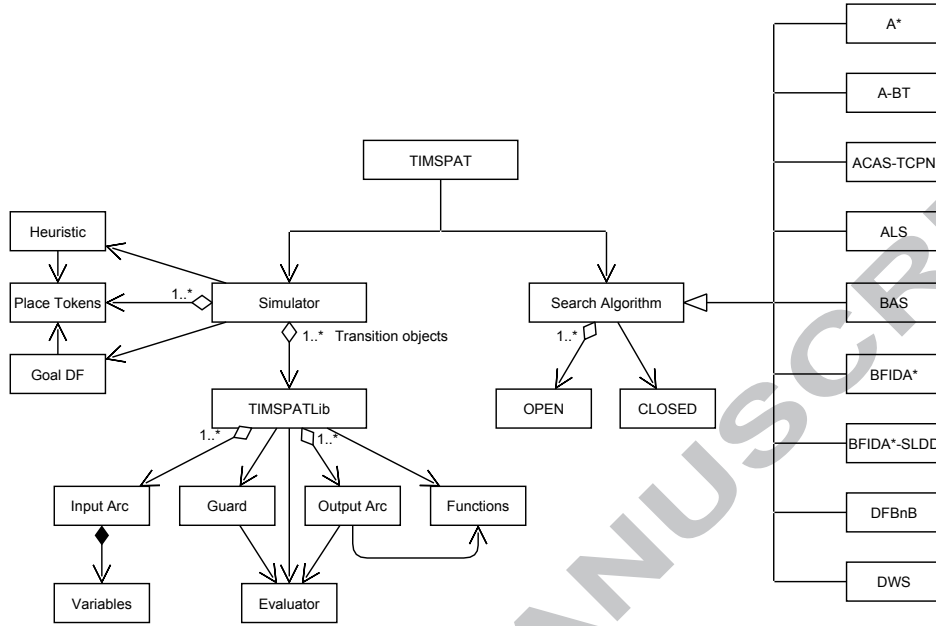 A*
A-BT
TIMSPAT
ACAS-TCPN
Heuristic
ALS
Place Tokens
1..*
Simulator
Search Algorithm
BAS
1..* Transition objects
1..*
Goal DF
BFIDA*
TIMSPATLib
OPEN
CLOSED
1..*
1..*
BFIDA*-SLDD
Input Arc
Guard
Output Arc
Functions
DFBnB
Variables
Evaluator
DWS